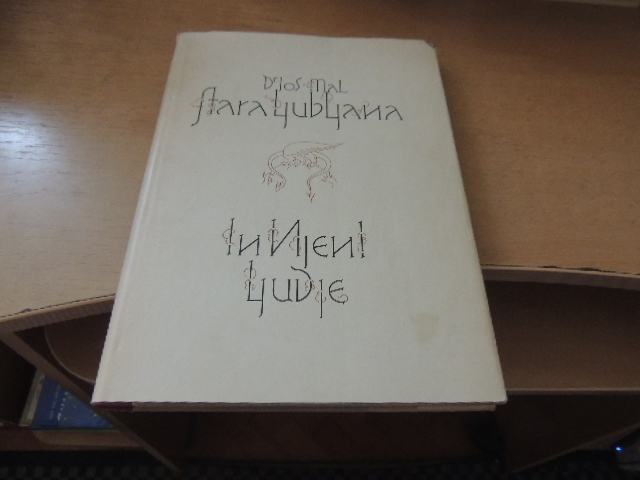 Dr JOS. MAL
Stara Ljubljana
In Njeni
Ljudje